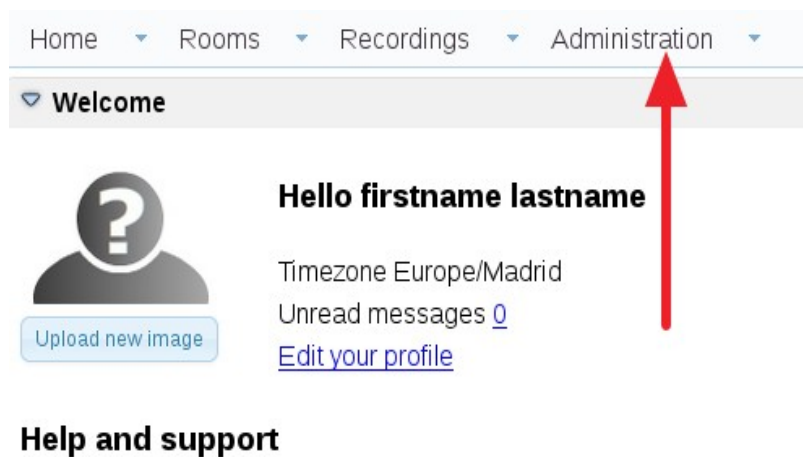 Home Rooms Recordings Administration
Welcome
?
Hello firstname lastname
Timezone Europe/Madrid
Unread messages 0
Upload new image
Edit your profile
Help and support